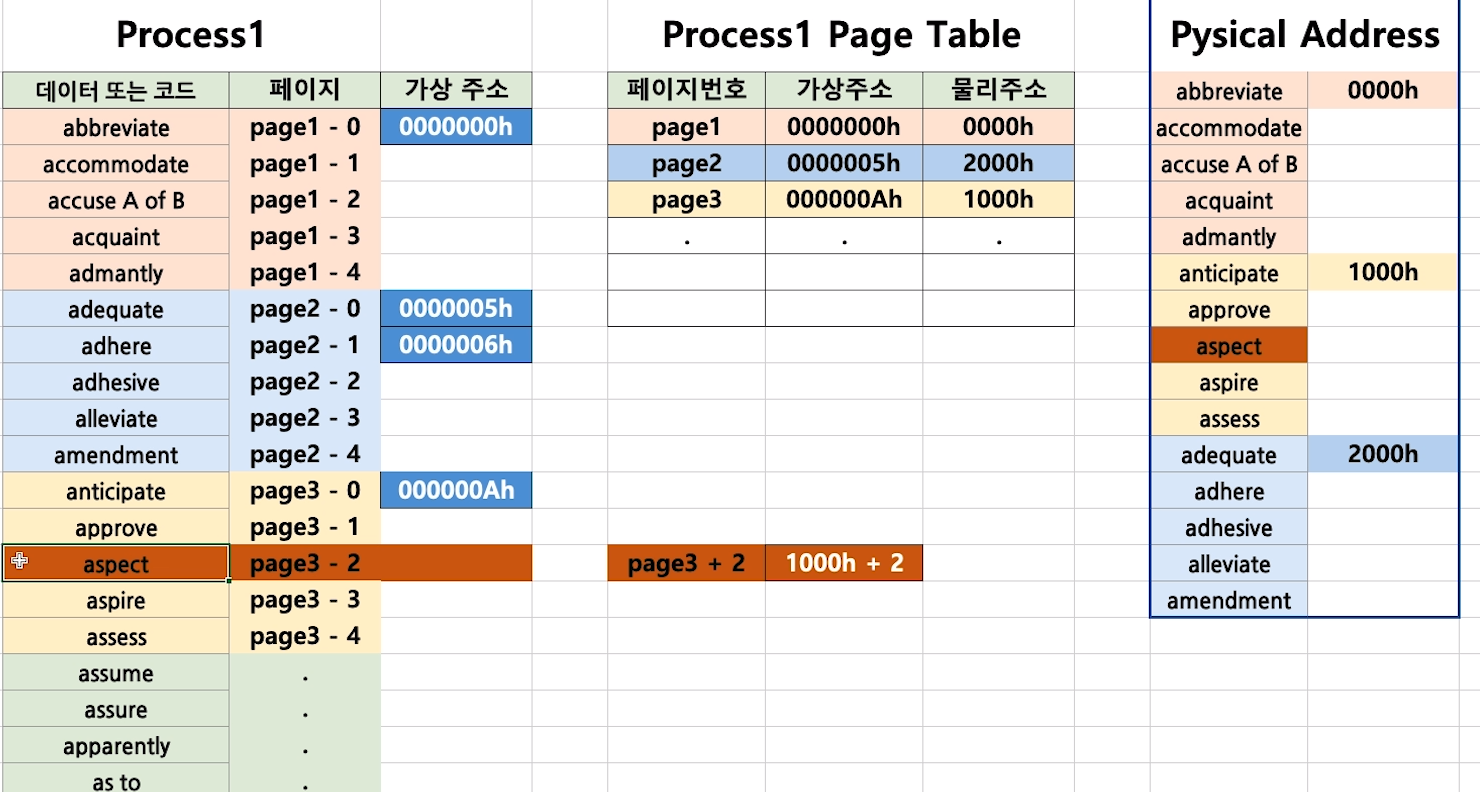 Process1 Process1 Page Table Pysical Address
데이터 또는 코드 페이지 가상 주소 페이지번호 가상주소 물리주소 abbreviate 0000h
abbreviate page1 - 0 0000000h page1 0000000h 0000h accommodate
accommodate page1 - 1 page2 0000005h 2000h accuse A of B
accuse A of B page1 - 2 page3 000000Ah 1000h acquaint
acquaint page1 - 3 . . . admantly
admantly page1 - 4 anticipate 1000h
adequate page2 - 0 0000005h approve
adhere page2 - 1 0000006h aspect
adhesive page2 - 2 aspire
alleviate page2 - 3 assess
amendment page2 - 4 adequate 2000h
anticipate page3 - 0 000000Ah adhere
approve page3 - 1 adhesive
aspect page3 - 2 page3 + 2 1000h + 2 alleviate
aspire page3 - 3 amendment
assess page3 - 4
assume .
assure .
apparently .
as to .